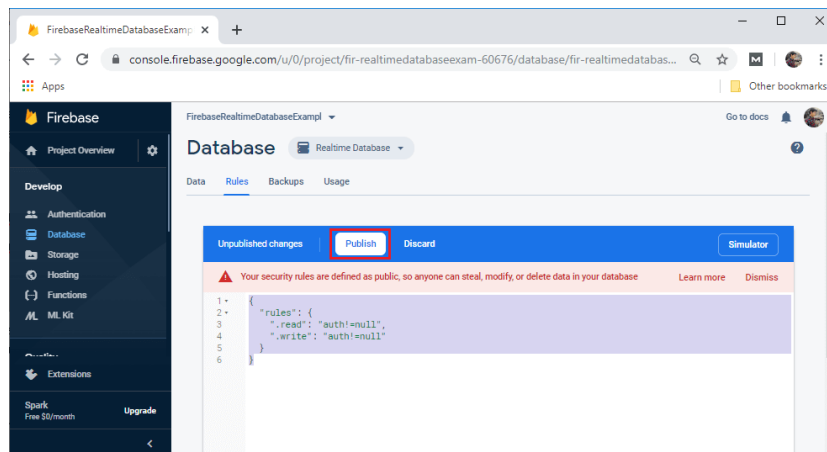 FirebaseRealtimeDatabaseExamp
console.firebase.google.com/u/0/project/fir-realtimedatabaseexam-60676/database/fir-realtimedatabas...
M
Apps
Other bookmarks
Firebase
FirebaseRealtimeDatabaseExampl
Go to docs
Project Overview
Database
Realtime Database
?
Develop
Data Rules Backups Usage
Authentication
Database
Storage
Hosting
Functions
ML ML Kit
Unpublished changes Publish Discard Simulator
Your security rules are defined as public, so anyone can steal, modify, or delete data in your database Learn more Dismiss
1 {
2 "rules": {
3 ".read": "auth!=null",
4 ".write": "auth!=null"
5 }
6 }
Quality
Extensions
Spark
Free $0/month
Upgrade